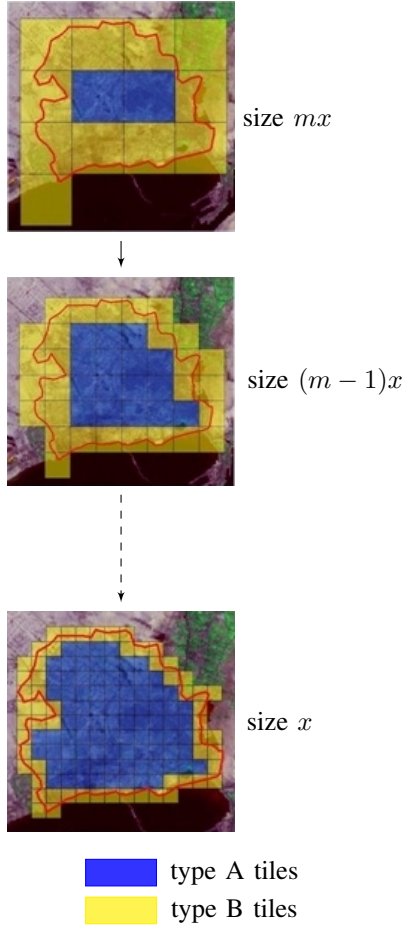 size mx
size (m − 1)x
size x
type A tiles
type B tiles